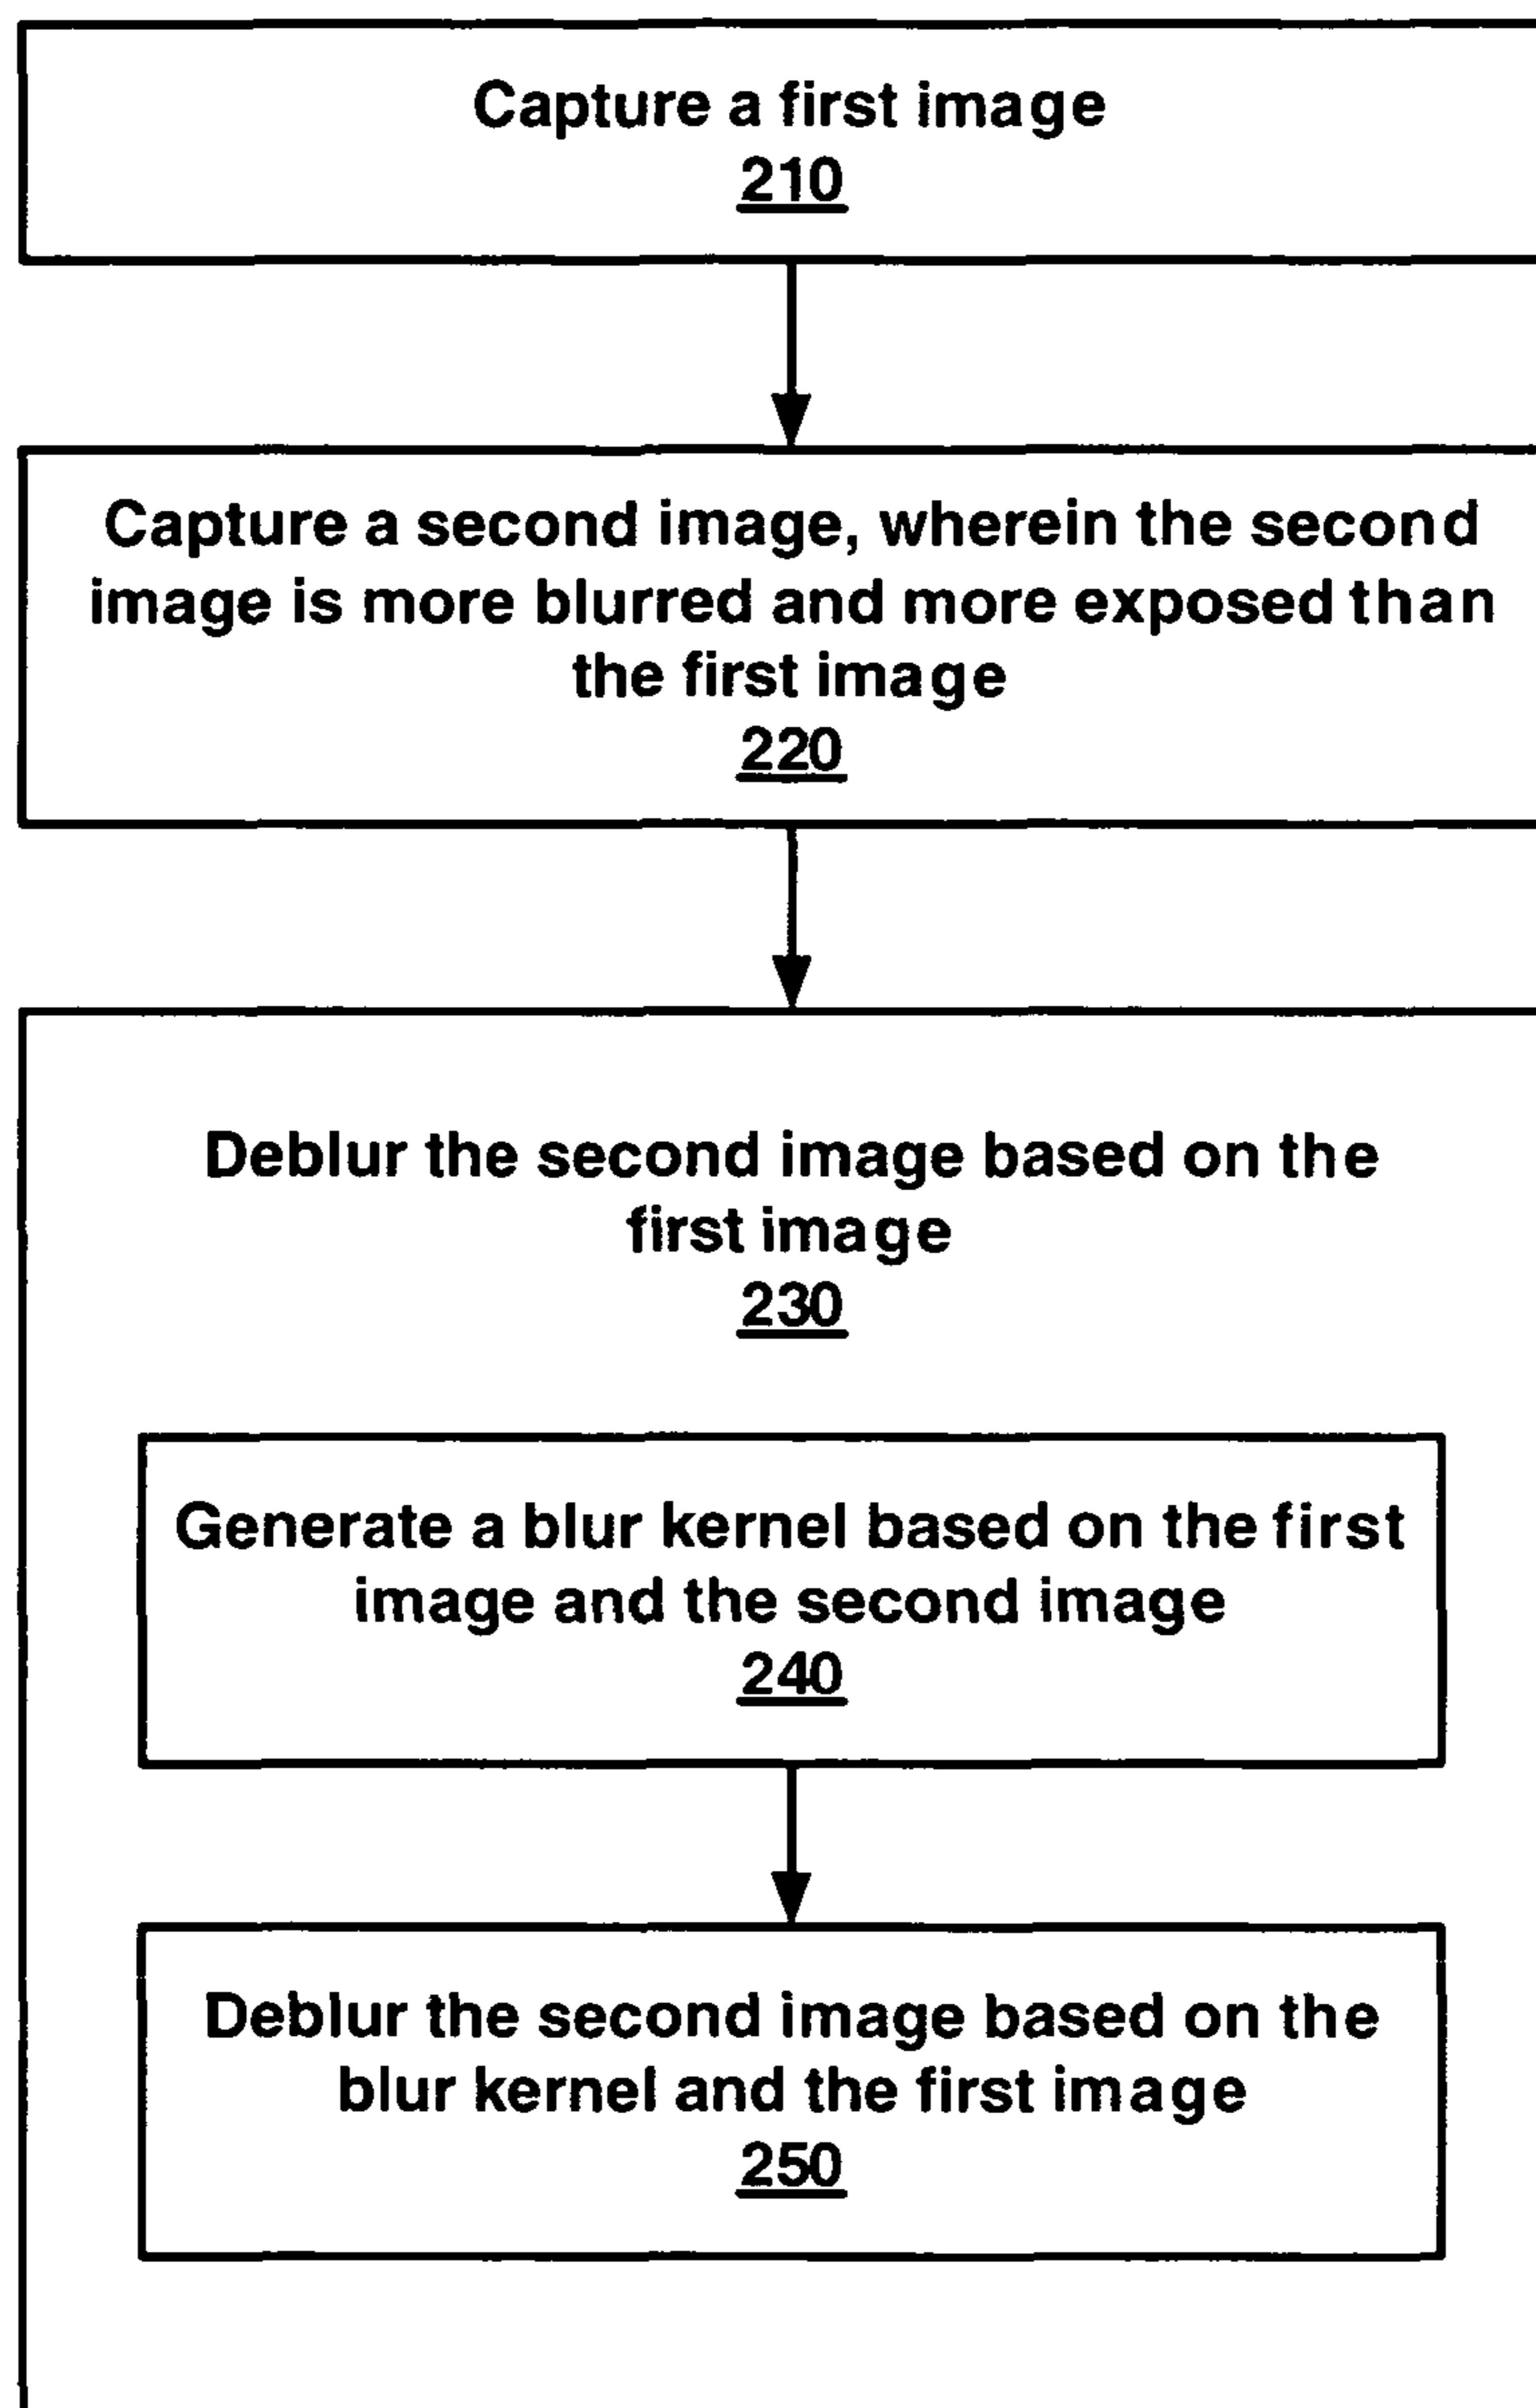 Capture a first image
210
Capture a second image, wherein the second
image is more blurred and more exposed than
the first image
220
Deblur the second image based on the
first image
230
Generate a blur kernel based on the first
image and the second image
240
Deblur the second image based on the
blur kernel and the first image
250